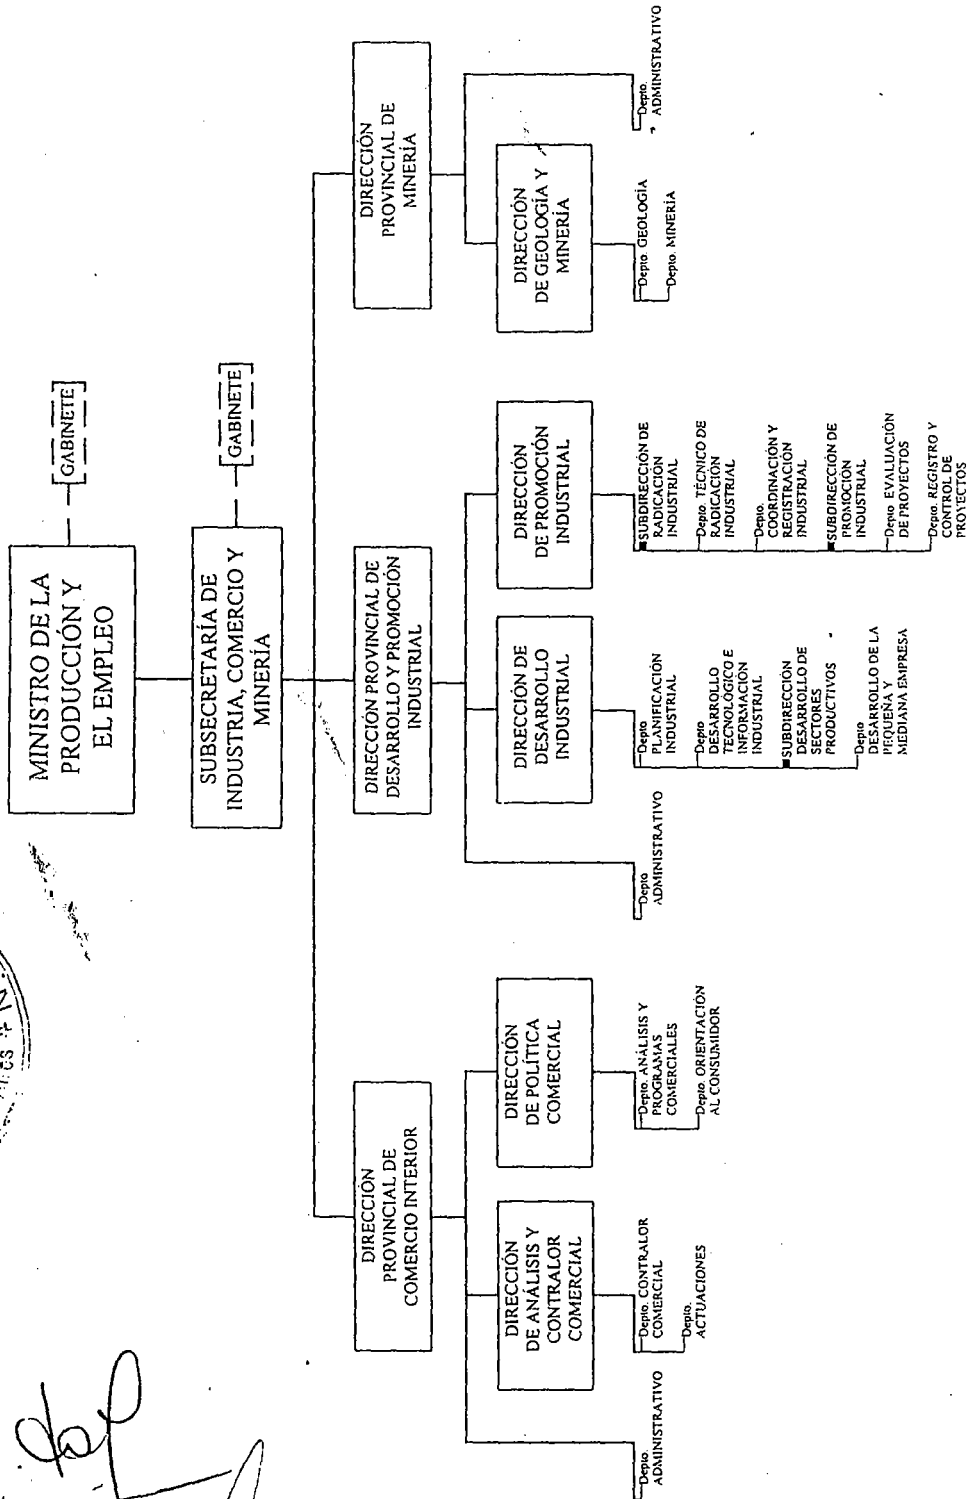 MINISTRO DE LA
PRODUCCIÓN Y
EL EMPLEO
GABINETE
SUBSECRETARÍA DE
INDUSTRIA, COMERCIO Y
MINERÍA
GABINETE
DIRECCIÓN
PROVINCIAL DE
COMERCIO INTERIOR
DIRECCIÓN PROVINCIAL DE
DESARROLLO Y PROMOCIÓN
INDUSTRIAL
DIRECCIÓN
PROVINCIAL DE
MINERÍA
DIRECCIÓN
DE ANÁLISIS Y
CONTRALOR
COMERCIAL
DIRECCIÓN
DE POLÍTICA
COMERCIAL
DIRECCIÓN DE
DESARROLLO
INDUSTRIAL
DIRECCIÓN
DE PROMOCIÓN
INDUSTRIAL
DIRECCIÓN
DE GEOLOGÍA Y
MINERÍA
Depto.
ADMINISTRATIVO
Depto. CONTRALOR
COMERCIAL
Depto.
ACTUACIONES
Depto. ANÁLISIS Y
PROGRAMAS
COMERCIALES
Depto. ORIENTACIÓN
AL CONSUMIDOR
Depto
ADMINISTRATIVO
Depto
PLANIFICACIÓN
INDUSTRIAL
Depto
DESARROLLO
TECNOLÓGICO E
INFORMACIÓN
INDUSTRIAL
SUBDIRECCIÓN
DESARROLLO DE
SECTORES
PRODUCTIVOS
Depto
DESARROLLO DE LA
PEQUEÑA Y
MEDIANA EMPRESA
SUBDIRECCIÓN DE
RADICACIÓN
INDUSTRIAL
Depto. TÉCNICO DE
RADICACIÓN
INDUSTRIAL
Depto.
COORDINACIÓN Y
REGISTRACIÓN
INDUSTRIAL
SUBDIRECCIÓN DE
PROMOCIÓN
INDUSTRIAL
Depto EVALUACIÓN
DE PROYECTOS
Depto. REGISTRO Y
CONTROL DE
PROYECTOS
Depto. GEOLOGÍA
Depto. MINERÍA
Depto.
ADMINISTRATIVO